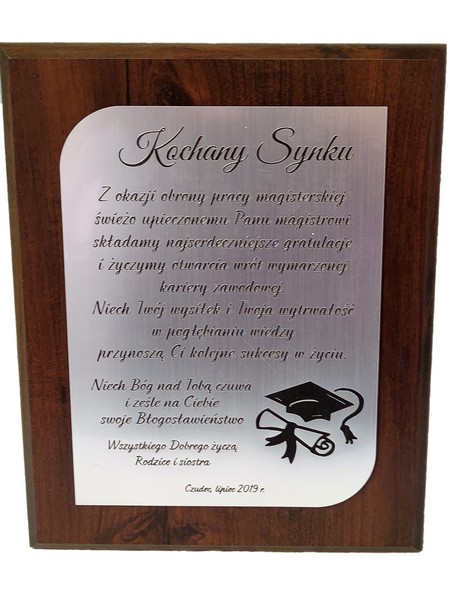 Kochany Synku
Z okazji obrony pracy magisterskiej
świeżo upieczonemu Panu magistrowi
składamy najserdeczniejsze gratulacje
i życzymy otwarcia wrót wymarzonej
kariery zawodowej.
Niech Twój wysiłek i Twoja wytrwałość
w pogłębianiu wiedzy
przynoszą Ci kolejne sukcesy w życiu.
Niech Bóg nad Tobą czuwa
i ześle na Ciebie
swoje Błogosławieństwo
Wszystkiego Dobrego życzą
Rodzice i siostra
Czudec, lipiec 2019 r.